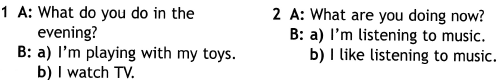 1 A: What do you do in the
evening?
B: a) I'm playing with my toys.
b) I watch TV.
2 A: What are you doing now?
B: a) I'm listening to music.
b) I like listening to music.